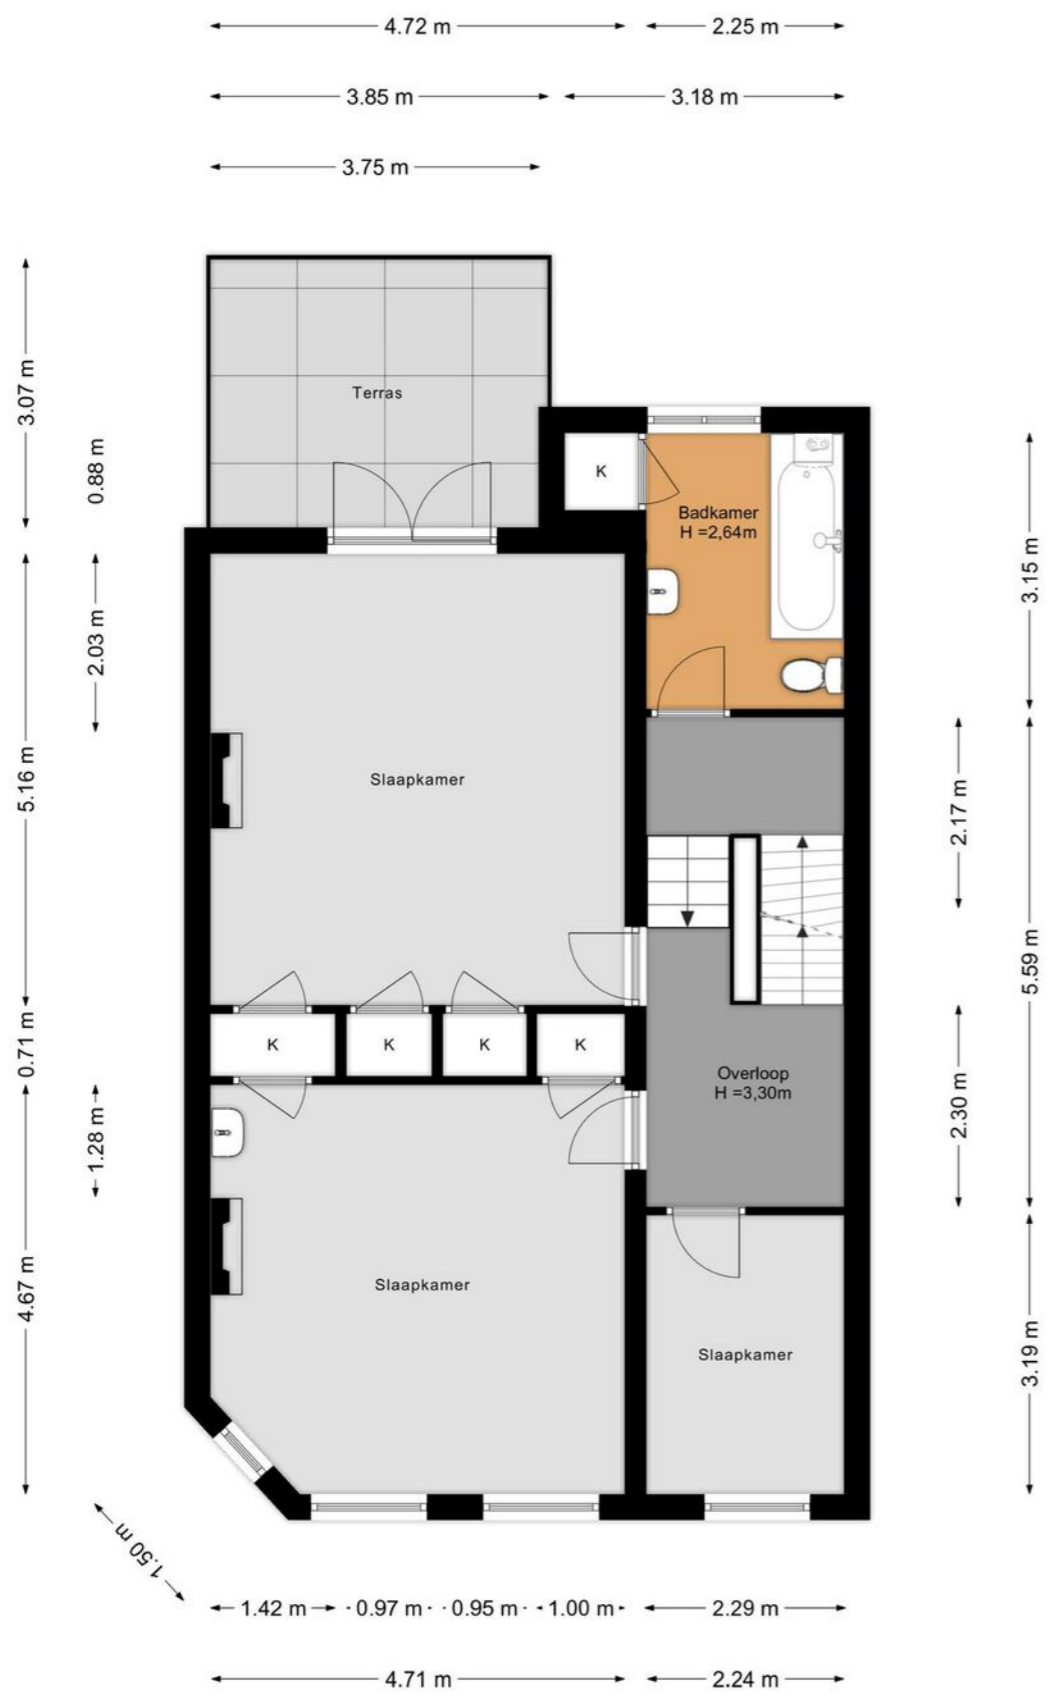 4.72 m
2.25 m
3.85 m
3.18 m
3.75 m
3.07 m
Terras
0.88 m
K
Badkamer
H =2,64m
3.15 m
2.03 m
5.16 m
Slaapkamer
2.17 m
5.59 m
0.71 m
K
K
K
K
Overloop
H =3,30m
2.30 m
1.28 m
4.67 m
Slaapkamer
Slaapkamer
3.19 m
1.50 m
1.42 m
0.97 m
0.95 m
1.00 m
2.29 m
4.71 m
2.24 m